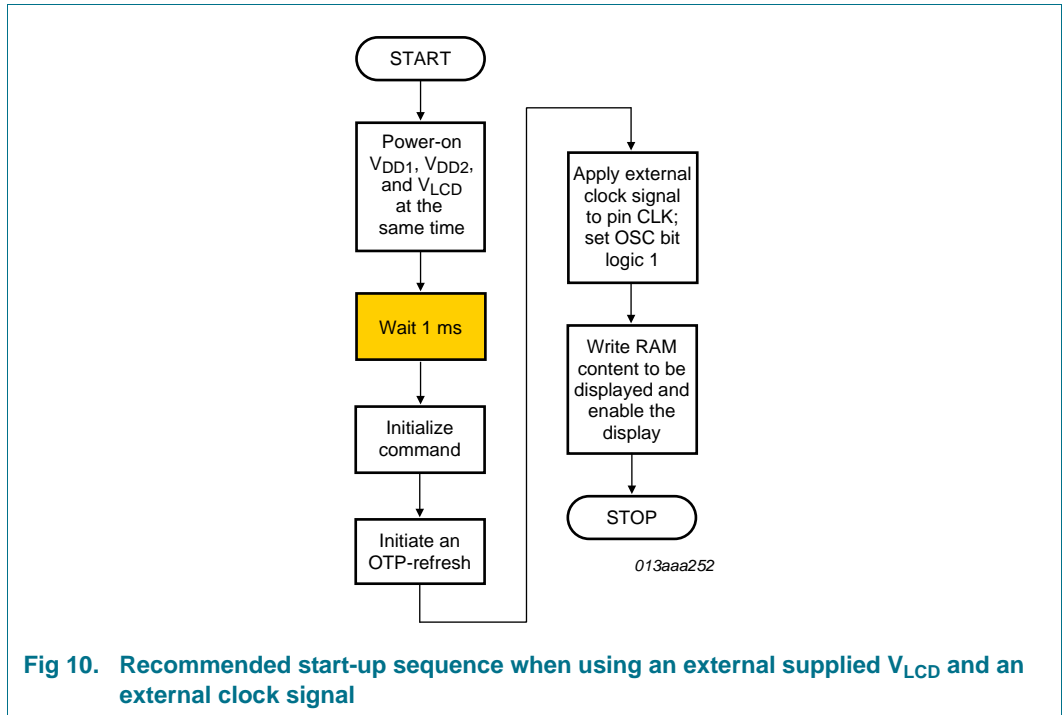 START
Power-on
VDD1, VDD2,
and VLCD
at the
same time
Wait 1 ms
Initialize
command
Initiate an
OTP-refresh
Apply external
clock signal
to pin CLK;
set OSC bit
logic 1
Write RAM
content to be
displayed and
enable the
display
STOP
013aaa252
Fig 10. Recommended start-up sequence when using an external supplied VLCD and an
external clock signal